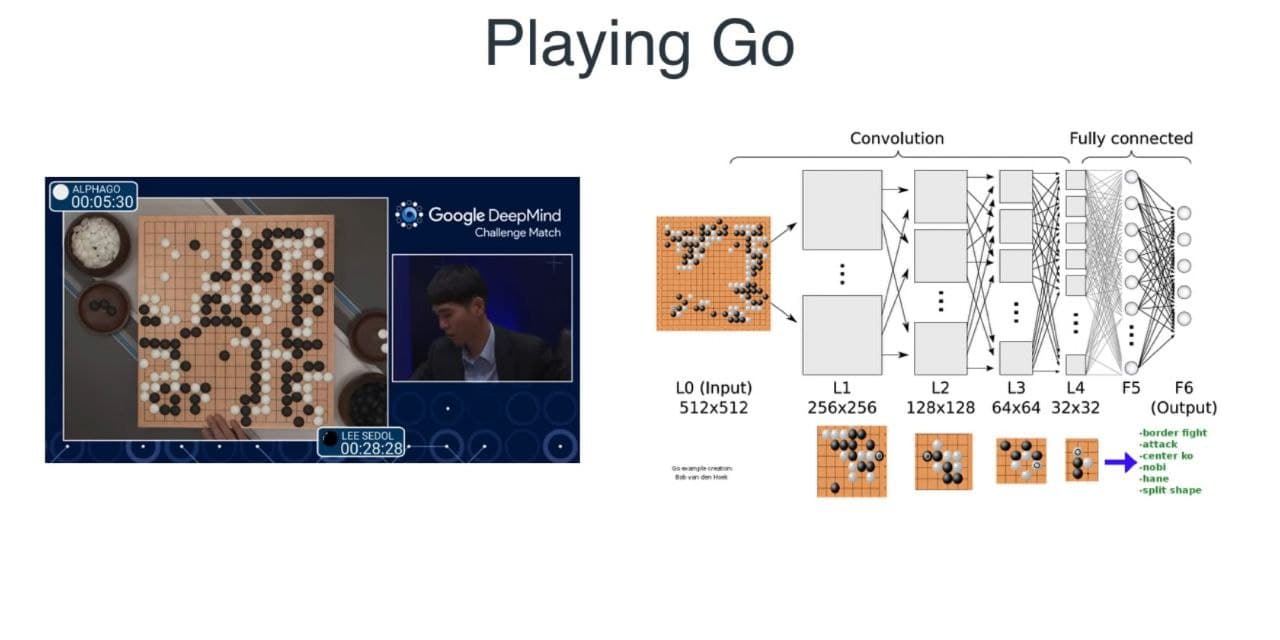 Playing Go
ALPHAGO
00:05:30
Google DeepMind
Challenge Match
LEE SEDOL
00:28:28
Convolution
Fully connected
L0 (Input)
512x512
L1
256x256
L2
128x128
L3
64x64
L4
32x32
F5
F6
(Output)
Go example creation:
Bob van den Hoek
-border fight
-attack
-center ko
-nobi
-hane
-split shape